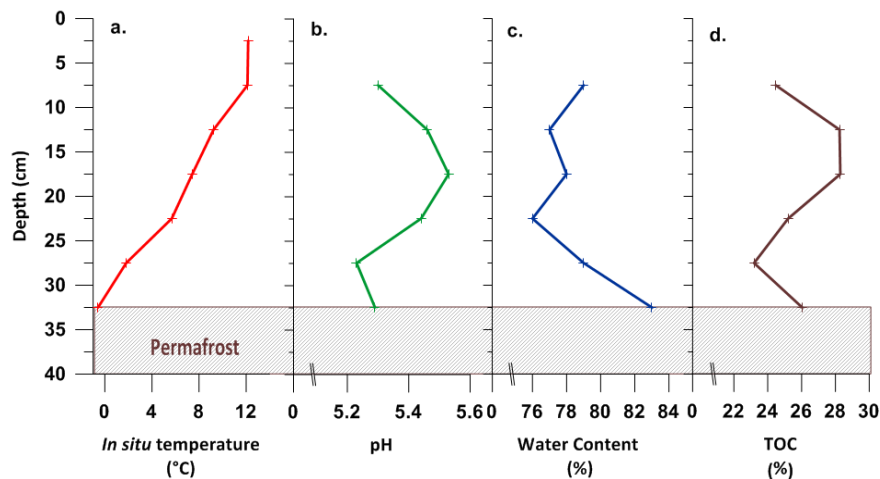 a.
b.
c.
d.
0
5
10
15
20
25
30
35
40
Depth (cm)
Permafrost
0 4 8 12
0 5.2 5.4 5.6
0 76 78 80 82 84
0 22 24 26 28 30
In situ temperature
(°C)
pH
Water Content
(%)
TOC
(%)